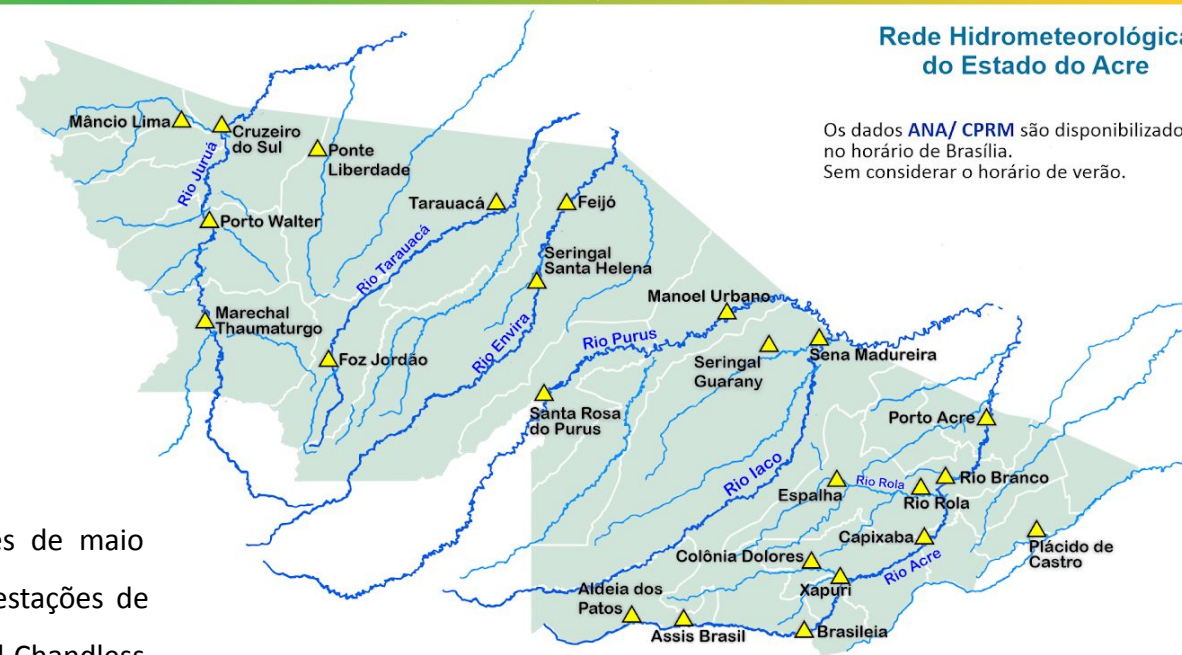 Rede Hidrometeorológica
do Estado do Acre
Os dados ANA/ CPRM são disponibilizado
no horário de Brasília.
Sem considerar o horário de verão.
Mâncio Lima
Cruzeiro
do Sul
Ponte
Liberdade
Rio Juruá
Porto Walter
Tarauacá
Feijó
Rio Tarauacá
Seringal
Santa Helena
Marechal
Thaumaturgo
Foz Jordão
Rio Envira
Manoel Urbano
Rio Purus
Seringal
Guarany
Sena Madureira
Santa Rosa
do Purus
Porto Acre
Rio Iaco
Espalha
Rio Rola
Rio Rola
Rio Branco
Capixaba
Plácido de
Castro
Colônia Dolores
Rio Acre
Xapuri
Aldeia dos
Patos
Assis Brasil
Brasileia
es de maio
estações de
Chandless